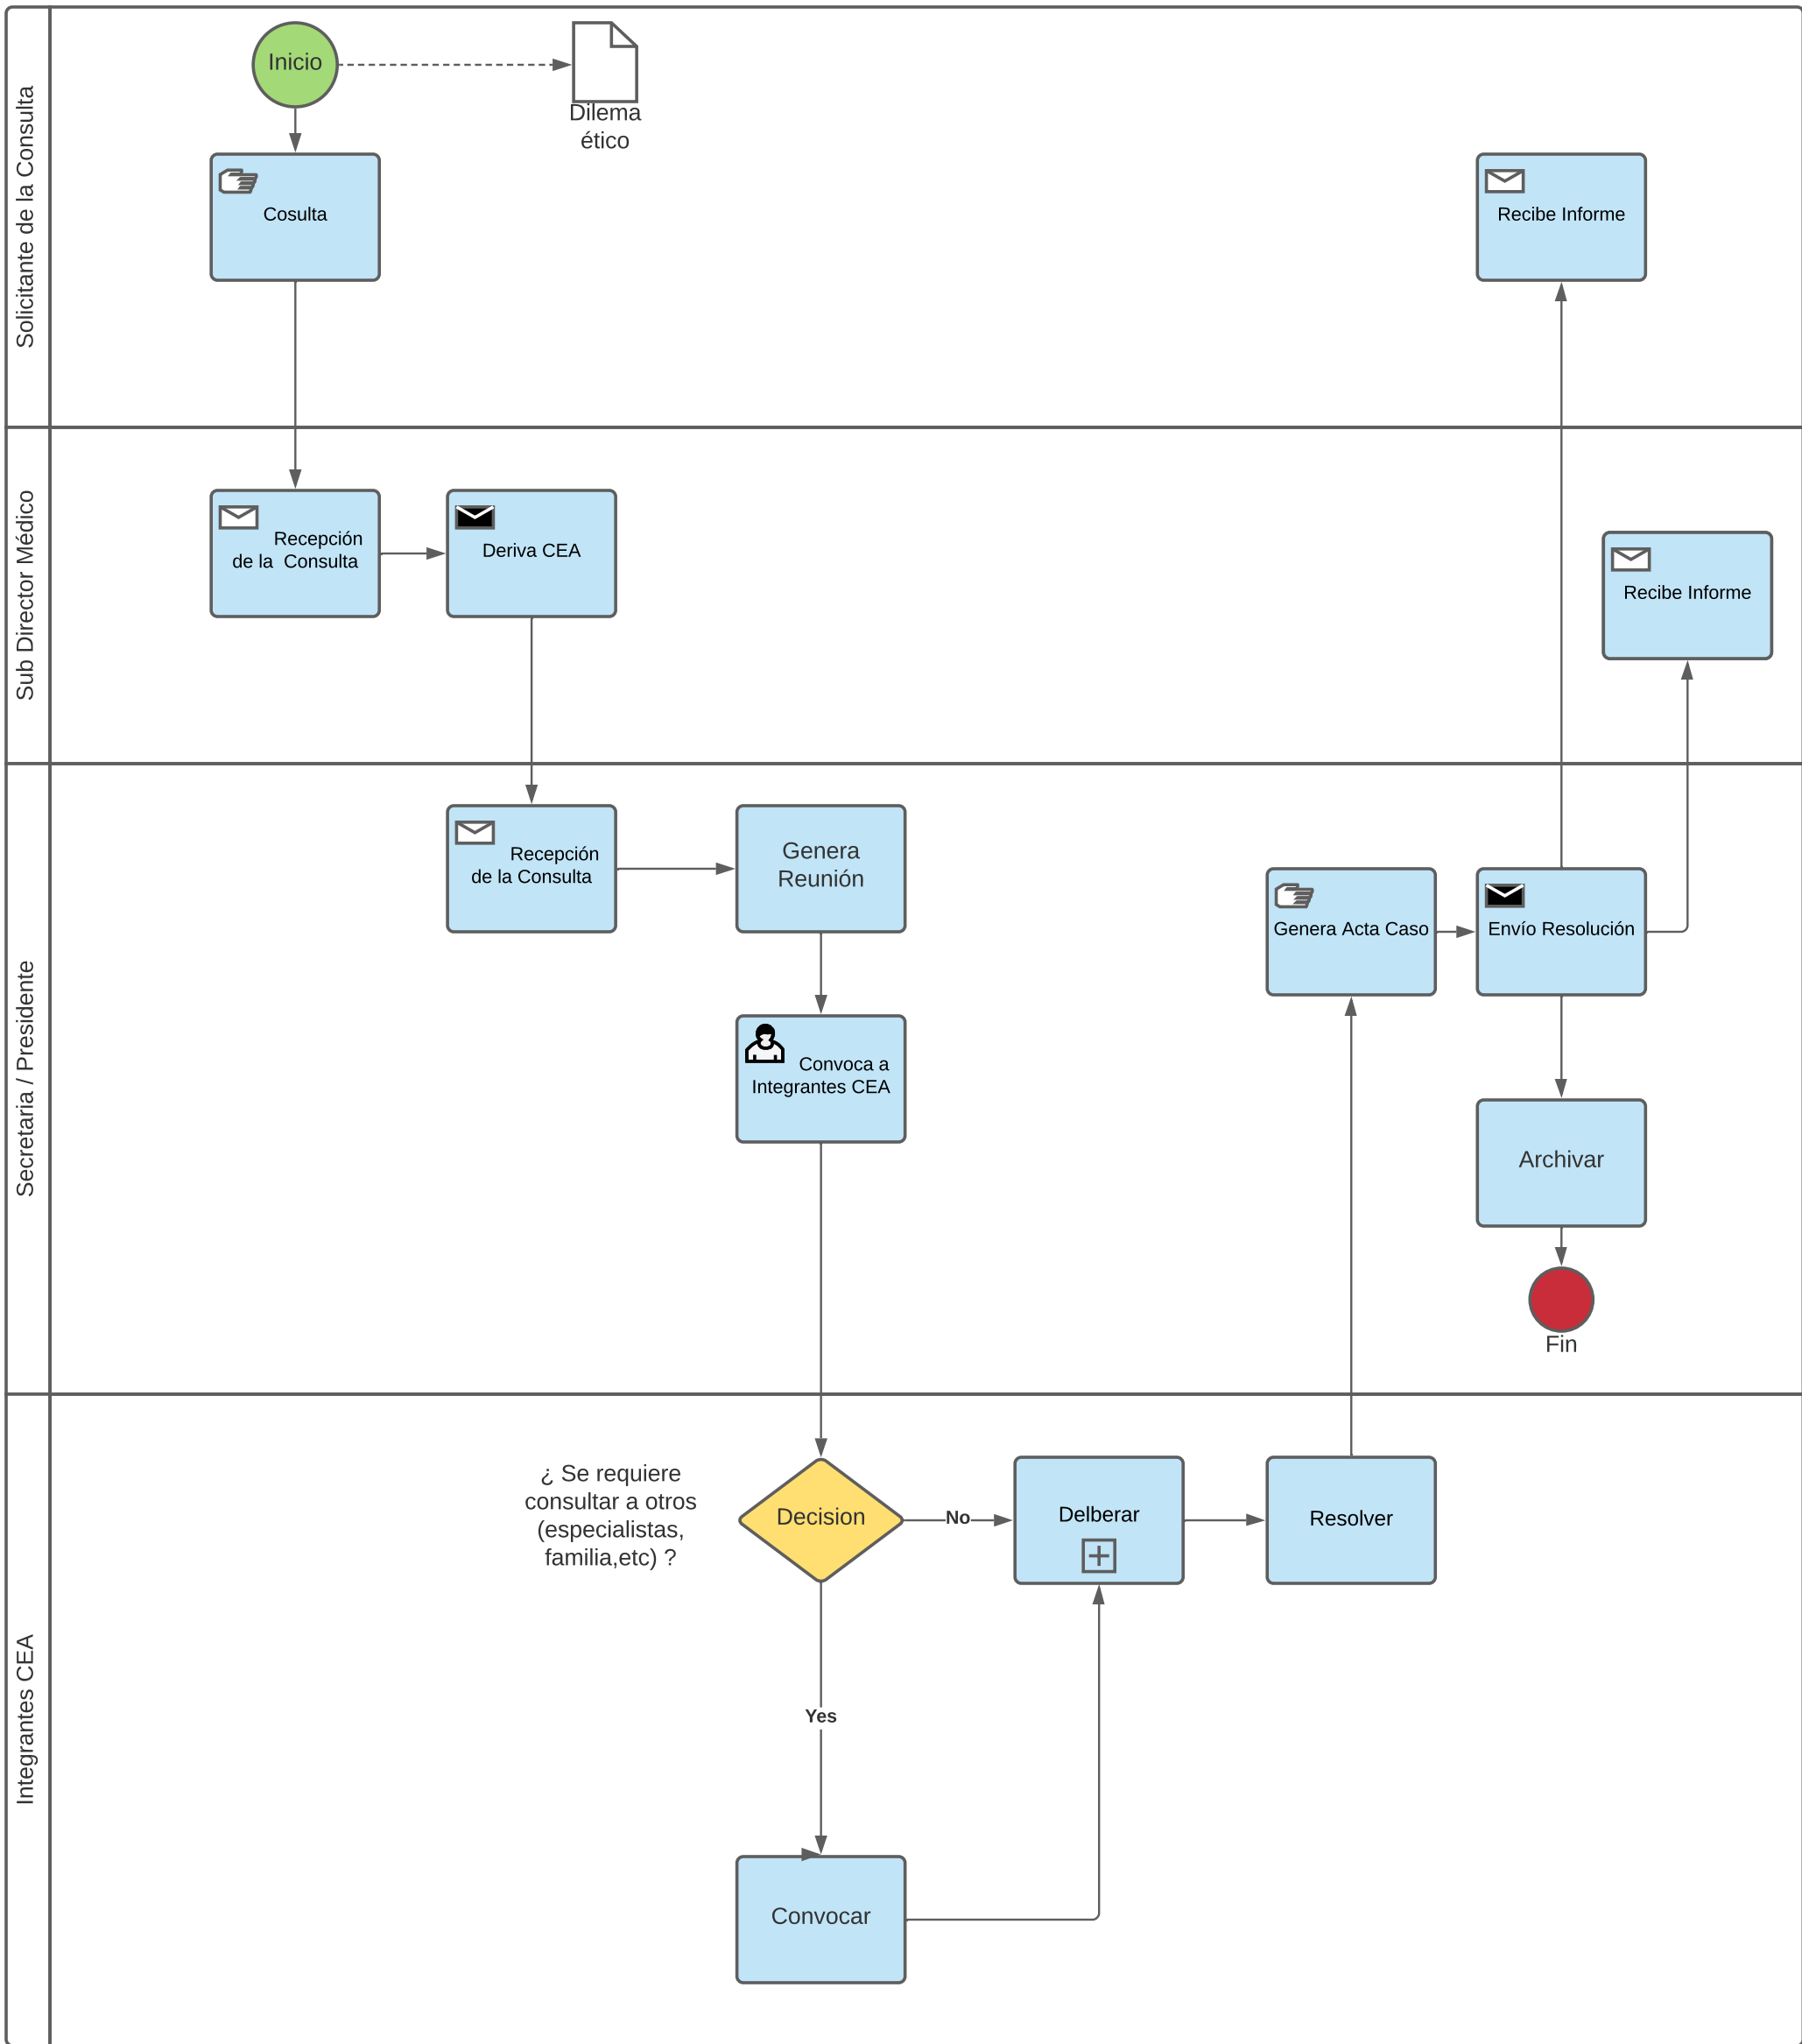 Solicitante de la Consulta
Inicio
Dilema
ético
Cosulta
Recibe Informe
Sub Director Médico
Recepción
de la  Consulta
Deriva CEA
Recibe Informe
Secretaria / Presidente
Recepción
de la Consulta
Genera
Reunión
Genera Acta Caso
Envío Resolución
Convoca a
Integrantes CEA
Archivar
Fin
Integrantes CEA
¿ Se requiere
consultar a otros
(especialistas,
familia,etc) ?
Decision
No
Delberar
Resolver
Yes
Convocar